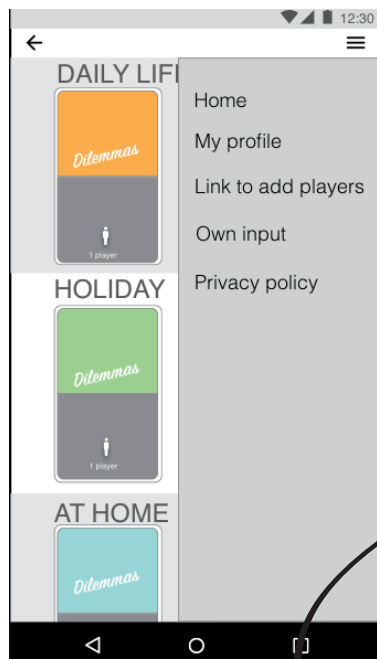 12:30
DAILY LIF
Dilemmas
1 player
HOLIDAY
Dilemmas
1 player
AT HOME
Dilemmas
Home
My profile
Link to add players
Own input
Privacy policy